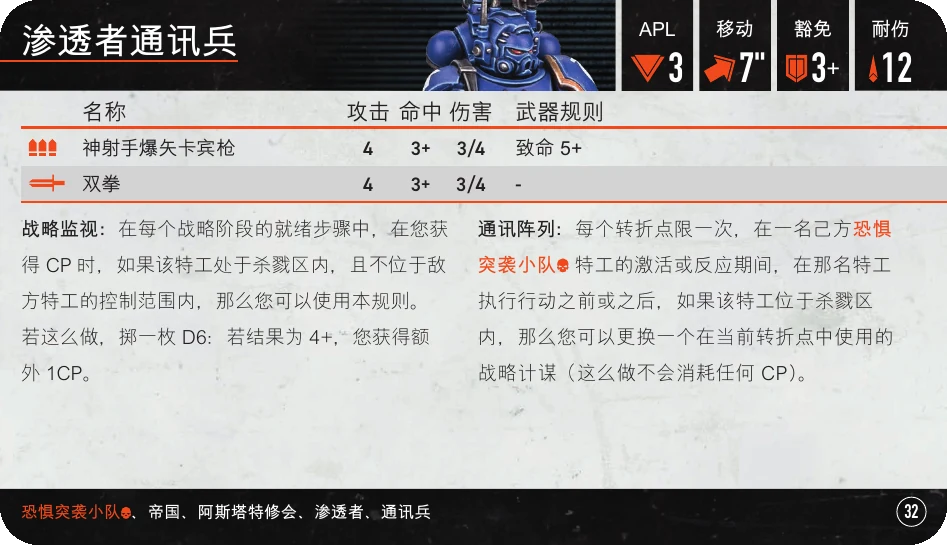 渗透者通讯兵
APL 移动 豁免 耐伤
3 7" 3+ 12
名称 攻击 命中 伤害 武器规则
神射手爆矢卡宾枪 4 3+ 3/4 致命 5+
双拳 4 3+ 3/4 -
战略监视：在每个战略阶段的就绪步骤中，在您获
得 CP 时，如果该特工处于杀戮区内，且不位于敌
方特工的控制范围内，那么您可以使用本规则。
若这么做，掷一枚 D6：若结果为 4+，您获得额
外 1CP。
通讯阵列：每个转折点限一次，在一名己方恐惧
突袭小队 特工的激活或反应期间，在那名特工
执行行动之前或之后，如果该特工位于杀戮区
内，那么您可以更换一个在当前转折点中使用的
战略计谋（这么做不会消耗任何 CP）。
恐惧突袭小队、帝国、阿斯塔特修会、渗透者、通讯兵
32